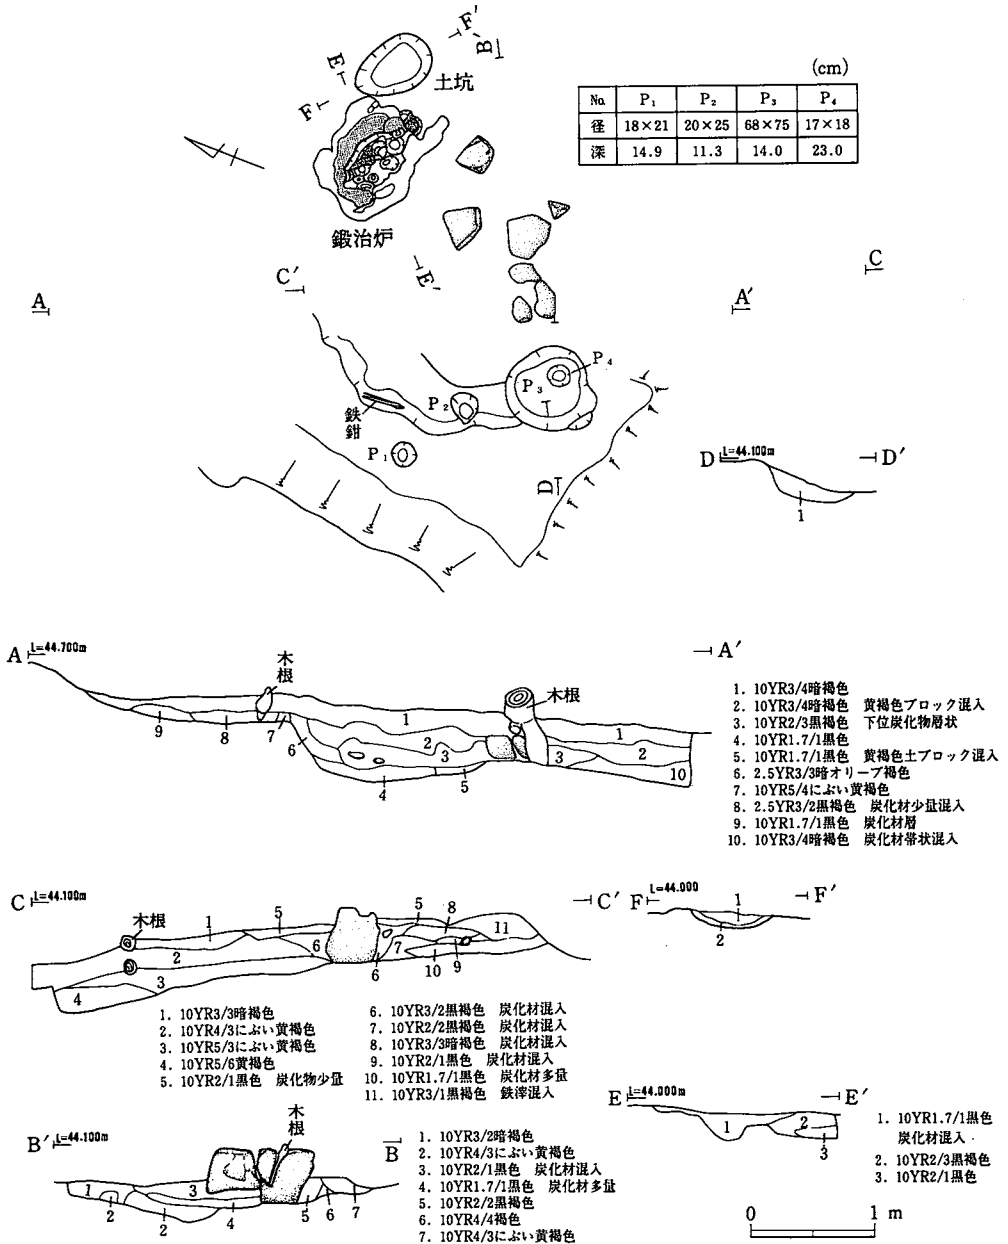 F′
B′
E
土坑
F
(cm)
No. P₁ P₂ P₃ P₄
径 18×21 20×25 68×75 17×18
深 14.9 11.3 14.0 23.0
鍛冶炉
E′
C′
C
A
A′
P₄
P₃
P₂
鉄鉗
P₁
D
D L=44.100m D′
1
A L=44.700m A′
木根
木根
1
1
2
2
3
3
9
8
7
6
4
5
10
1. 10YR3/4暗褐色
2. 10YR3/4暗褐色 黄褐色ブロック混入
3. 10YR2/3黒褐色 下位炭化物層状
4. 10YR1.7/1黒色
5. 10YR1.7/1黒色 黄褐色土ブロック混入
6. 2.5YR3/3暗オリーブ褐色
7. 10YR5/4にぶい黄褐色
8. 2.5YR3/2黒褐色 炭化材少量混入
9. 10YR1.7/1黒色 炭化材層
10. 10YR3/4暗褐色 炭化材帯状混入
C L=44.100m C′
木根
1
5
5
8
11
2
6
7
3
4
6
10
9
1. 10YR3/3暗褐色
2. 10YR4/3にぶい黄褐色
3. 10YR5/3にぶい黄褐色
4. 10YR5/6黄褐色
5. 10YR2/1黒色 炭化物少量
6. 10YR3/2黒褐色 炭化材混入
7. 10YR2/2黒褐色 炭化材混入
8. 10YR3/3暗褐色 炭化材混入
9. 10YR2/1黒色 炭化材混入
10. 10YR1.7/1黒色 炭化材多量
11. 10YR3/1黒褐色 鉄滓混入
F L=44.000 F′
1
2
B′ L=44.100m B
木根
1
3
2
2
4
5
6
7
1. 10YR3/2暗褐色
2. 10YR4/3にぶい黄褐色
3. 10YR2/1黒色 炭化材混入
4. 10YR1.7/1黒色 炭化材多量
5. 10YR2/2黒褐色
6. 10YR4/4褐色
7. 10YR4/3にぶい黄褐色
E L=44.000m E′
1
2
3
1. 10YR1.7/1黒色
炭化材混入
2. 10YR2/3黒褐色
3. 10YR2/1黒色
0 1 m